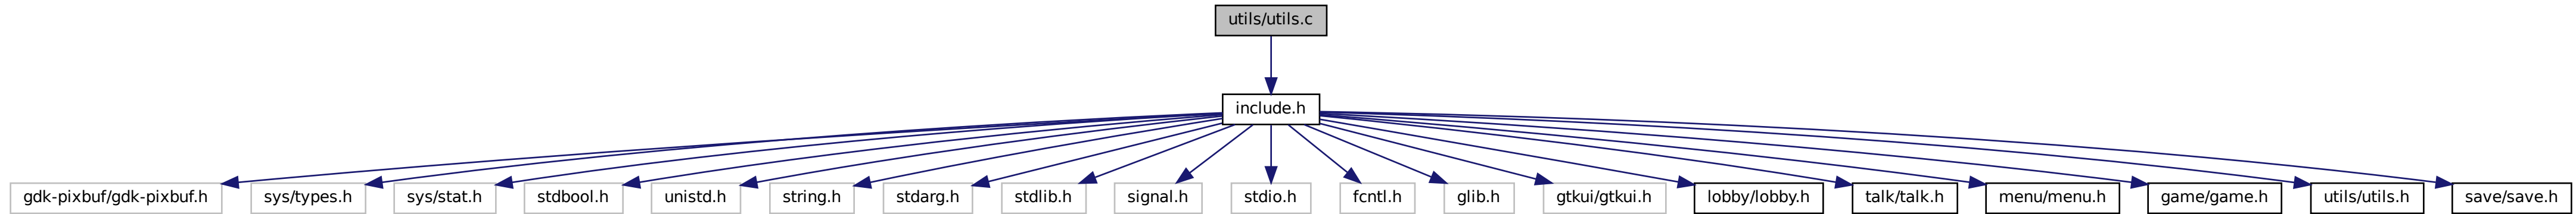 utils/utils.c
include.h
gdk-pixbuf/gdk-pixbuf.h
sys/types.h
sys/stat.h
stdbool.h
unistd.h
string.h
stdarg.h
stdlib.h
signal.h
stdio.h
fcntl.h
glib.h
gtkui/gtkui.h
lobby/lobby.h
talk/talk.h
menu/menu.h
game/game.h
utils/utils.h
save/save.h